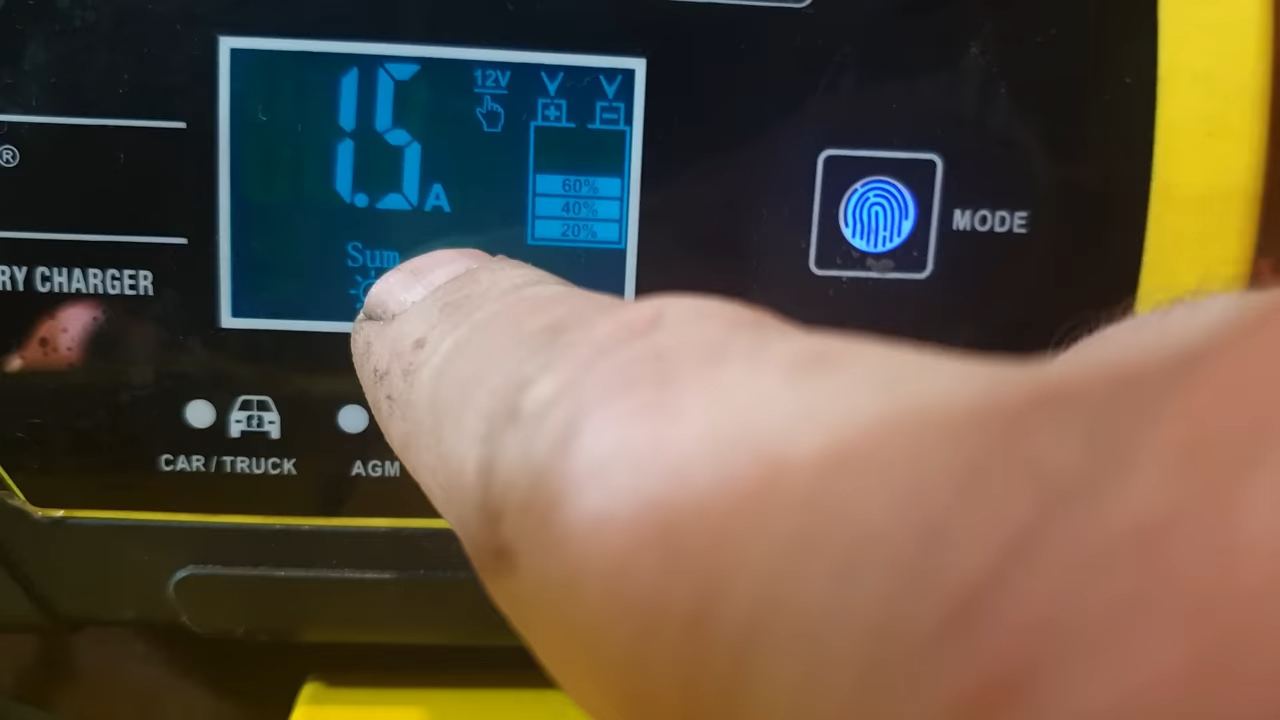 1.5 A
12V
+ −
60%
40%
20%
Sum
®
RY CHARGER
MODE
CAR / TRUCK
AGM